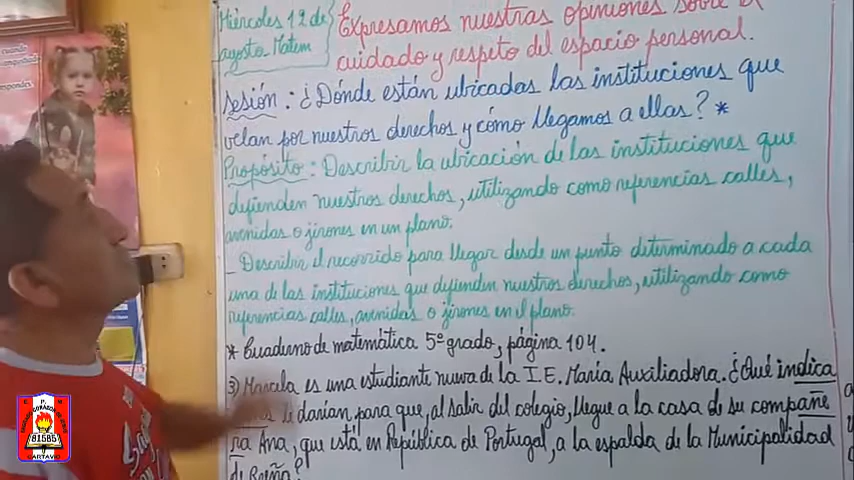 Miércoles 12 de
agosto. Matem
Expresamos nuestras opiniones sobre el
cuidado y respeto del espacio personal.
Sesión: ¿Dónde están ubicadas las instituciones que
velan por nuestros derechos y cómo llegamos a ellas? *
Propósito: Describir la ubicación de las instituciones que
defienden nuestros derechos, utilizando como referencias calles,
avenidas o jirones en un plano.
_ Describir el recorrido para llegar desde un punto determinado a cada
una de las instituciones que defienden nuestros derechos, utilizando como
referencias calles, avenidas o jirones en el plano.
* Cuaderno de matemática 5º grado, página 104.
3) Marcela es una estudiante nueva de la I.E. María Auxiliadora. ¿Qué indica
le darían para que, al salir del colegio, llegue a la casa de su compañe
ra Ana, que está en República de Portugal, a la espalda de la Municipalidad
de Breña?
E P M
81515
CARTAVIO